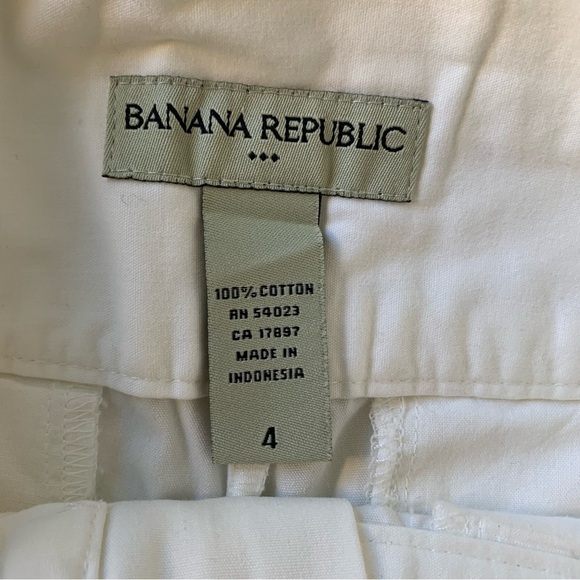 BANANA REPUBLIC
100% COTTON
RN 54023
CA 17897
MADE IN
INDONESIA
4